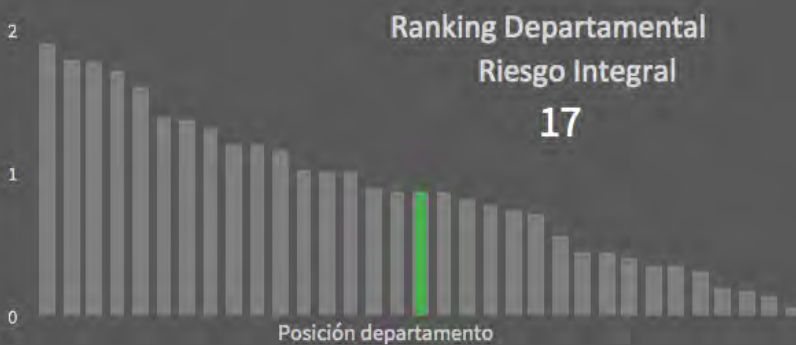 Ranking Departamental
Riesgo Integral
17
2
1
0
Posición departamento